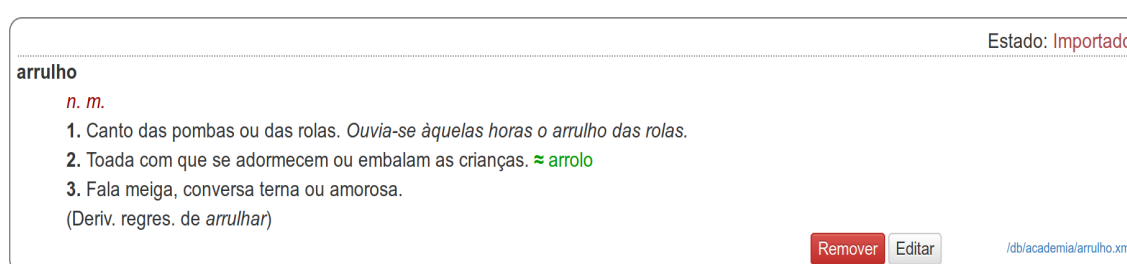 Estado: Importado
arrulho
n. m.
1. Canto das pombas ou das rolas. Ouvia-se àquelas horas o arrulho das rolas.
2. Toada com que se adormecem ou embalam as crianças. ≈ arrolo
3. Fala meiga, conversa terna ou amorosa.
(Deriv. regres. de arrulhar)
Remover Editar /db/academia/arrulho.xm